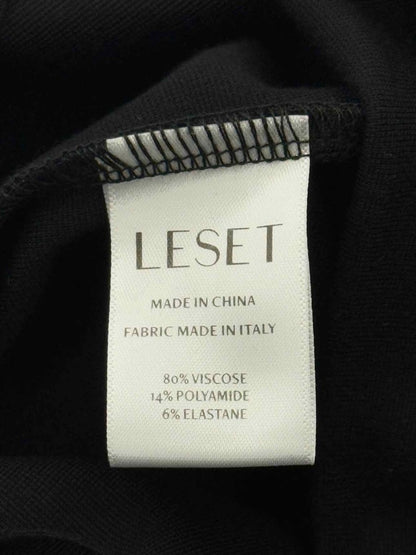 LESET
MADE IN CHINA
FABRIC MADE IN ITALY
80% VISCOSE
14% POLYAMIDE
6% ELASTANE